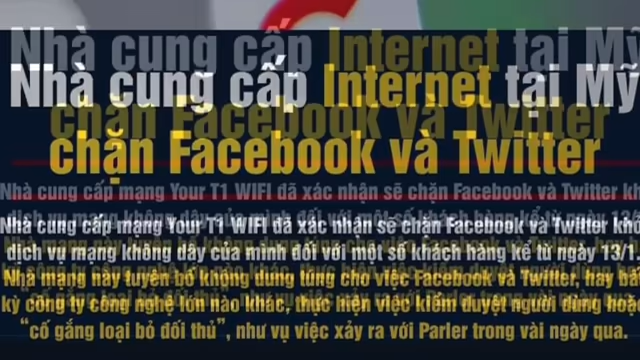 Nhà cung cấp Internet tại Mỹ
chặn Facebook và Twitter
Nhà cung cấp mạng Your T1 WIFI đã xác nhận sẽ chặn Facebook và Twitter khỏ
dịch vụ mạng không dây của mình đối với một số khách hàng kể từ ngày 13/1.
Nhà mạng này tuyên bố không dung túng cho việc Facebook và Twitter, hay bấ
kỳ công ty công nghệ lớn nào khác, thực hiện việc kiểm duyệt người dùng hoặ
“cố gắng loại bỏ đối thủ”, như vụ việc xảy ra với Parler trong vài ngày qua.